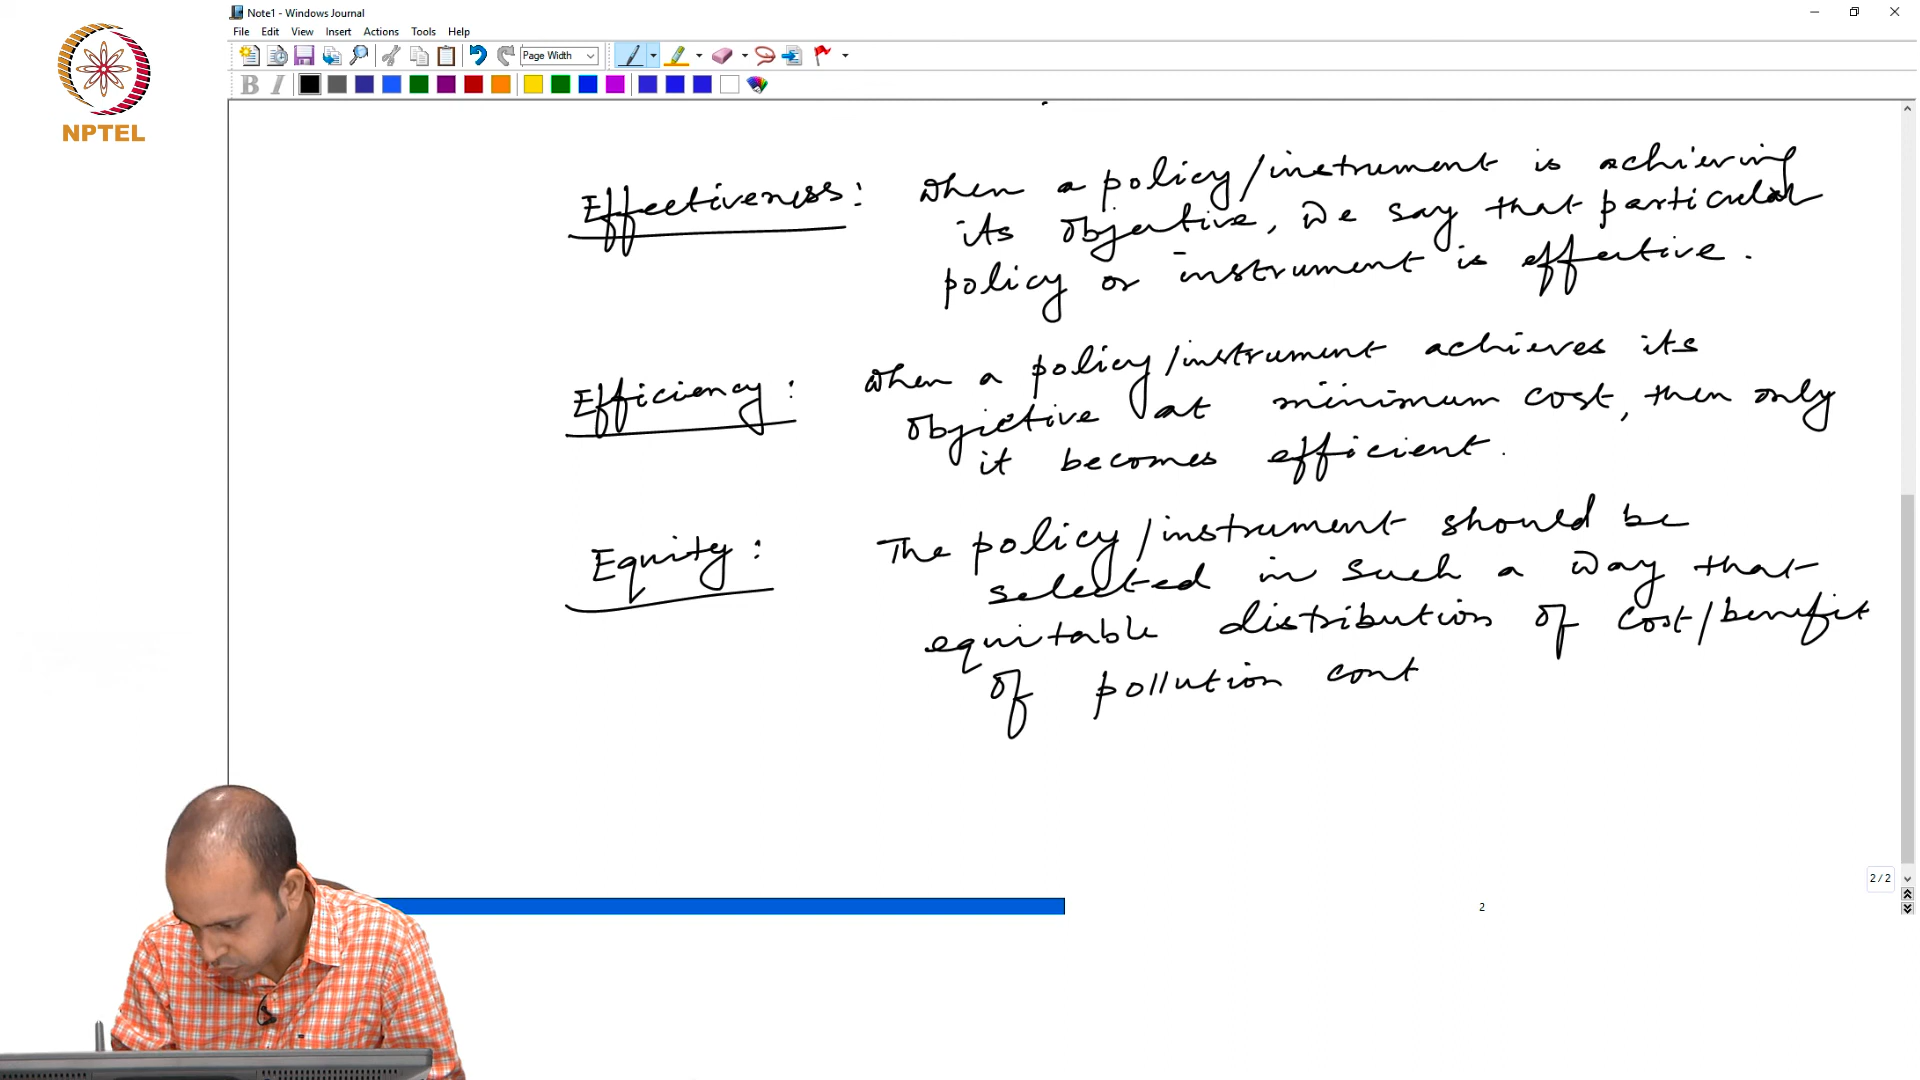 NPTEL
Note1 - Windows Journal
File Edit View Insert Actions Tools Help
Page Width
B I
Effectiveness: When a policy/instrument is achieving
its objective, we say that particular
policy or instrument is effective.
Efficiency: When a policy/instrument achieves its
objective at minimum cost, then only
it becomes efficient.
Equity: The policy/instrument should be
selected in such a way that
equitable distribution of cost/benefit
of pollution cont
2/2
2